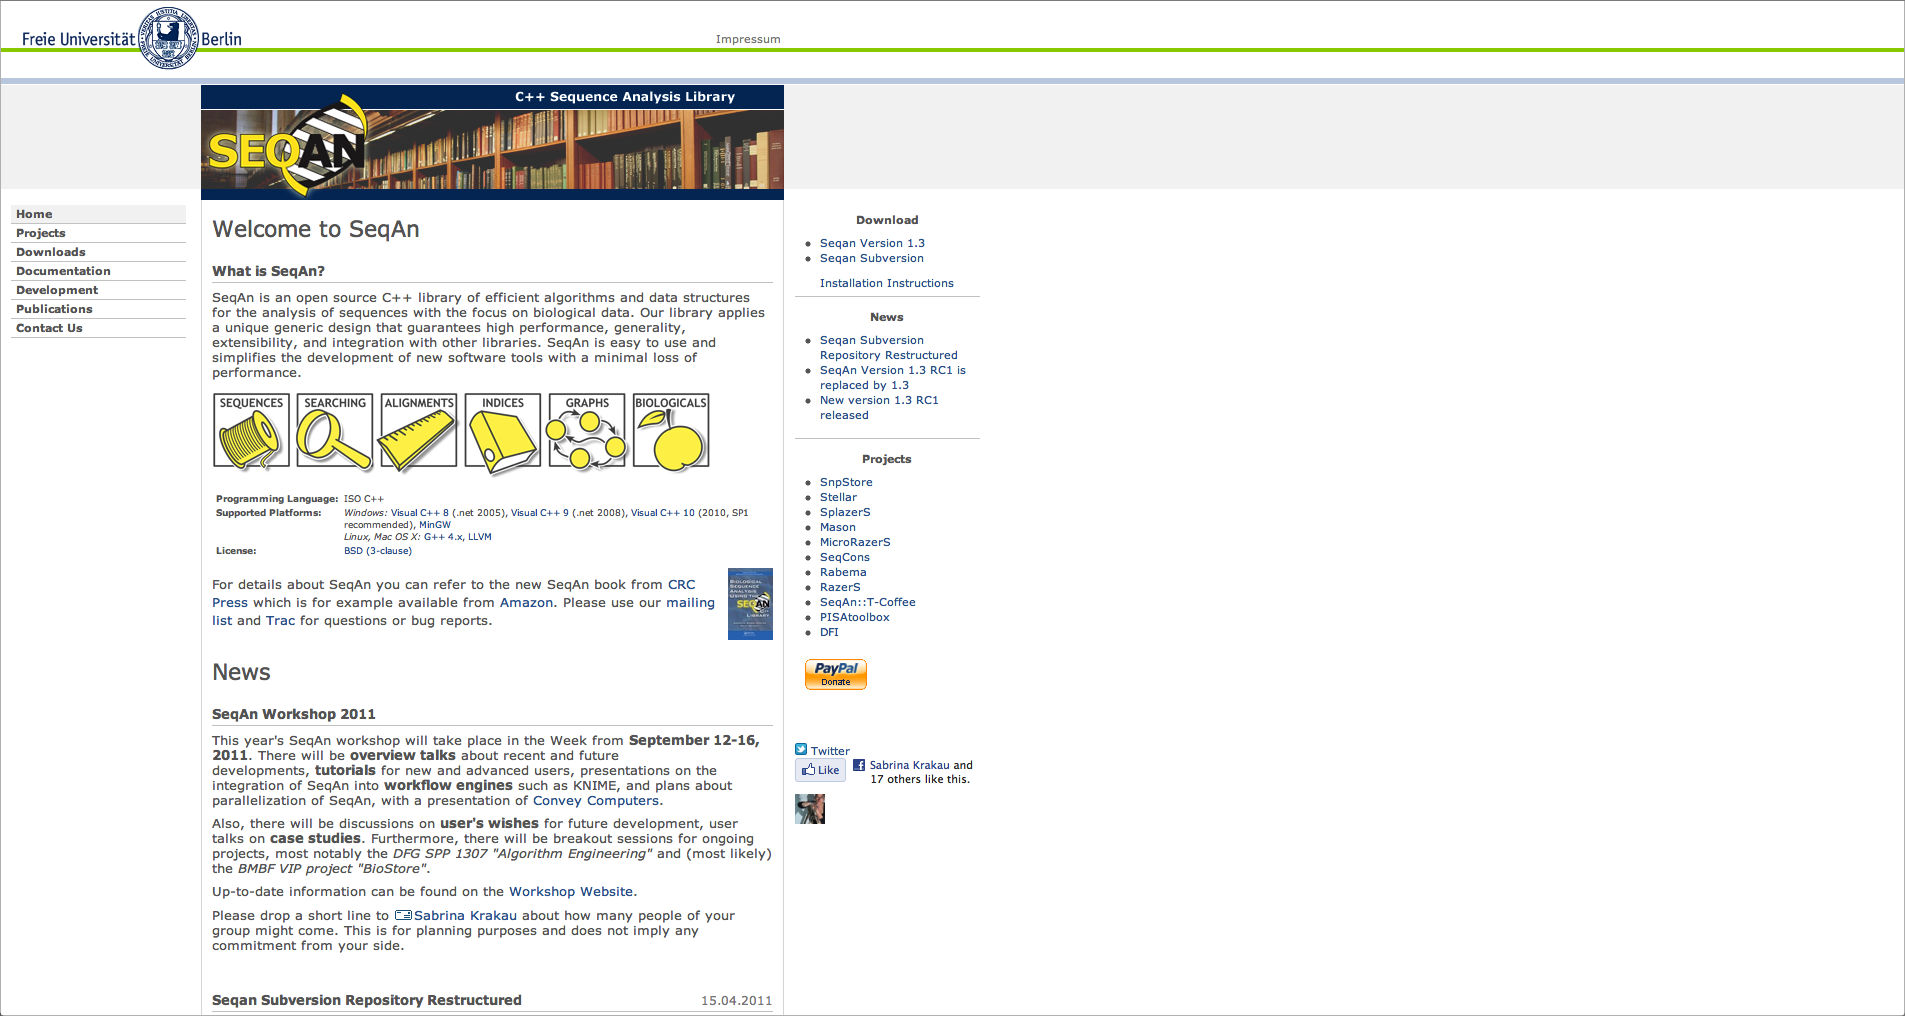 Freie Universität Berlin
Impressum
C++ Sequence Analysis Library
SEQAN
Home
Projects
Downloads
Documentation
Development
Publications
Contact Us
Welcome to SeqAn
What is SeqAn?
SeqAn is an open source C++ library of efficient algorithms and data structures
for the analysis of sequences with the focus on biological data. Our library applies
a unique generic design that guarantees high performance, generality,
extensibility, and integration with other libraries. SeqAn is easy to use and
simplifies the development of new software tools with a minimal loss of
performance.
SEQUENCES SEARCHING ALIGNMENTS INDICES GRAPHS BIOLOGICALS
Programming Language: ISO C++
Supported Platforms: Windows: Visual C++ 8 (.net 2005), Visual C++ 9 (.net 2008), Visual C++ 10 (2010, SP1
recommended), MinGW
Linux, Mac OS X: G++ 4.x, LLVM
License: BSD (3-clause)
For details about SeqAn you can refer to the new SeqAn book from CRC
Press which is for example available from Amazon. Please use our mailing
list and Trac for questions or bug reports.
BIOLOGICAL
SEQUENCE
ANALYSIS
SEQAN
LIBRARY
News
SeqAn Workshop 2011
This year's SeqAn workshop will take place in the Week from September 12-16,
2011. There will be overview talks about recent and future
developments, tutorials for new and advanced users, presentations on the
integration of SeqAn into workflow engines such as KNIME, and plans about
parallelization of SeqAn, with a presentation of Convey Computers.
Also, there will be discussions on user's wishes for future development, user
talks on case studies. Furthermore, there will be breakout sessions for ongoing
projects, most notably the DFG SPP 1307 "Algorithm Engineering" and (most likely)
the BMBF VIP project "BioStore".
Up-to-date information can be found on the Workshop Website.
Please drop a short line to Sabrina Krakau about how many people of your
group might come. This is for planning purposes and does not imply any
commitment from your side.
Seqan Subversion Repository Restructured 15.04.2011
Download
Seqan Version 1.3
Seqan Subversion
Installation Instructions
News
Seqan Subversion
Repository Restructured
SeqAn Version 1.3 RC1 is
replaced by 1.3
New version 1.3 RC1
released
Projects
SnpStore
Stellar
SplazerS
Mason
MicroRazerS
SeqCons
Rabema
RazerS
SeqAn::T-Coffee
PISAtoolbox
DFI
PayPal
Donate
Twitter
Like Sabrina Krakau and
17 others like this.